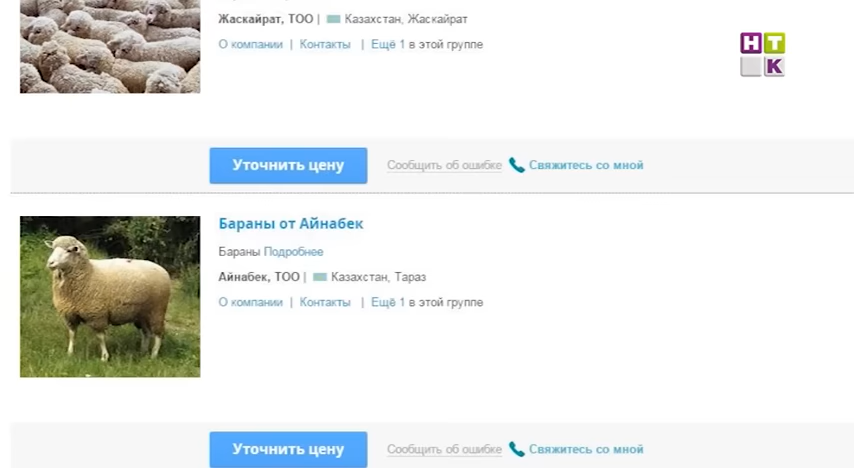 Жаскайрат, ТОО | Казахстан, Жаскайрат
О компании | Контакты | Ещё 1 в этой группе
НТК
Уточнить цену Сообщить об ошибке Свяжитесь со мной
Бараны от Айнабек
Бараны Подробнее
Айнабек, ТОО | Казахстан, Тараз
О компании | Контакты | Ещё 1 в этой группе
Уточнить цену Сообщить об ошибке Свяжитесь со мной